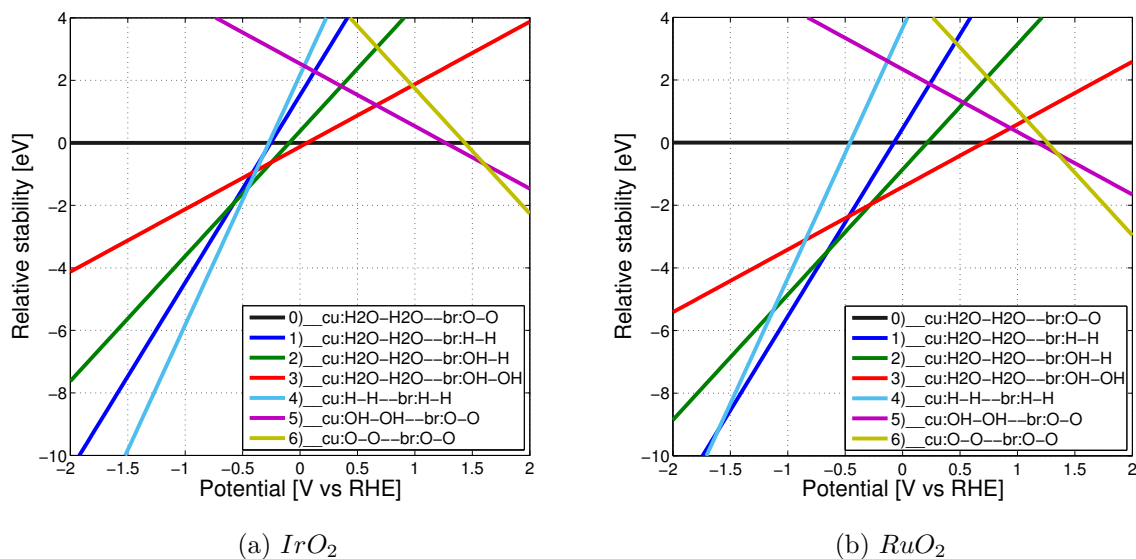 4
2
0
−2
−4
−6
−8
−10
Relative stability [eV]
0)__cu:H2O−H2O−−br:O−O
1)__cu:H2O−H2O−−br:H−H
2)__cu:H2O−H2O−−br:OH−H
3)__cu:H2O−H2O−−br:OH−OH
4)__cu:H−H−−br:H−H
5)__cu:OH−OH−−br:O−O
6)__cu:O−O−−br:O−O
−2 −1.5 −1 −0.5 0 0.5 1 1.5 2
Potential [V vs RHE]
(a) IrO₂
4
2
0
−2
−4
−6
−8
−10
Relative stability [eV]
0)__cu:H2O−H2O−−br:O−O
1)__cu:H2O−H2O−−br:H−H
2)__cu:H2O−H2O−−br:OH−H
3)__cu:H2O−H2O−−br:OH−OH
4)__cu:H−H−−br:H−H
5)__cu:OH−OH−−br:O−O
6)__cu:O−O−−br:O−O
−2 −1.5 −1 −0.5 0 0.5 1 1.5 2
Potential [V vs RHE]
(b) RuO₂